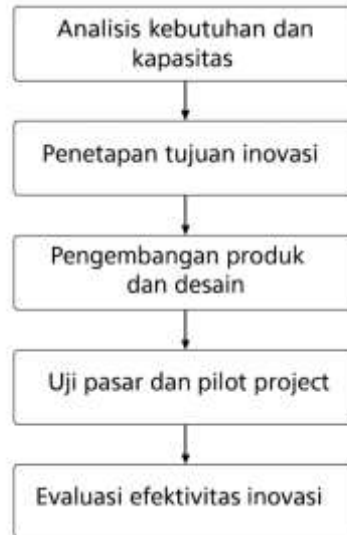 Analisis kebutuhan dan
kapasitas
Penetapan tujuan inovasi
Pengembangan produk
dan desain
Uji pasar dan pilot project
Evaluasi efektivitas inovasi